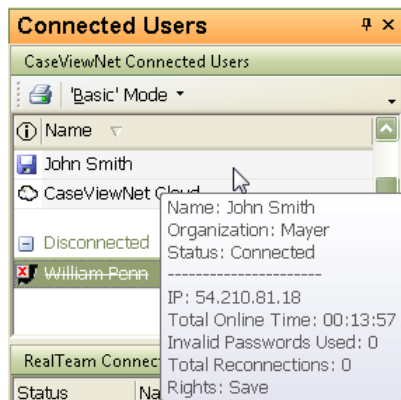 Connected Users
CaseViewNet Connected Users
'Basic' Mode
Name
John Smith
CaseViewNet Cloud
Name: John Smith
Organization: Mayer
Status: Connected
----------------------
IP: 54.210.81.18
Total Online Time: 00:13:57
Invalid Passwords Used: 0
Total Reconnections: 0
Rights: Save
Disconnected
William Penn
RealTeam Connec
Status Na